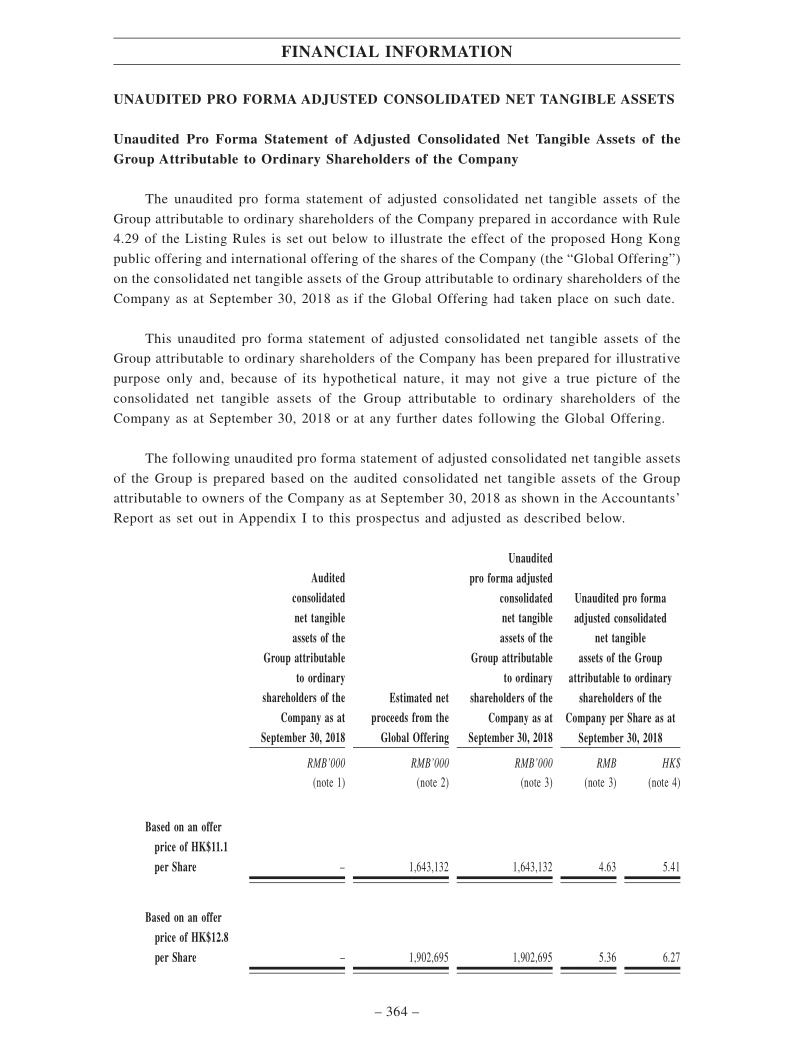 FINANCIAL INFORMATION
UNAUDITED PRO FORMA ADJUSTED CONSOLIDATED NET TANGIBLE ASSETS
Unaudited Pro Forma Statement of Adjusted Consolidated Net Tangible Assets of the
Group Attributable to Ordinary Shareholders of the Company
The unaudited pro forma statement of adjusted consolidated net tangible assets of the
Group attributable to ordinary shareholders of the Company prepared in accordance with Rule
4.29 of the Listing Rules is set out below to illustrate the effect of the proposed Hong Kong
public offering and international offering of the shares of the Company (the “Global Offering”)
on the consolidated net tangible assets of the Group attributable to ordinary shareholders of the
Company as at September 30, 2018 as if the Global Offering had taken place on such date.
This unaudited pro forma statement of adjusted consolidated net tangible assets of the
Group attributable to ordinary shareholders of the Company has been prepared for illustrative
purpose only and, because of its hypothetical nature, it may not give a true picture of the
consolidated net tangible assets of the Group attributable to ordinary shareholders of the
Company as at September 30, 2018 or at any further dates following the Global Offering.
The following unaudited pro forma statement of adjusted consolidated net tangible assets
of the Group is prepared based on the audited consolidated net tangible assets of the Group
attributable to owners of the Company as at September 30, 2018 as shown in the Accountants’
Report as set out in Appendix I to this prospectus and adjusted as described below.
Unaudited
Audited pro forma adjusted
consolidated consolidated Unaudited pro forma
net tangible net tangible adjusted consolidated
assets of the assets of the net tangible
Group attributable Group attributable assets of the Group
to ordinary to ordinary attributable to ordinary
shareholders of the Estimated net shareholders of the shareholders of the
Company as at proceeds from the Company as at Company per Share as at
September 30, 2018 Global Offering September 30, 2018 September 30, 2018
RMB’000 RMB’000 RMB’000 RMB HK$
(note 1) (note 2) (note 3) (note 3) (note 4)
Based on an offer
price of HK$11.1
per Share – 1,643,132 1,643,132 4.63 5.41
Based on an offer
price of HK$12.8
per Share – 1,902,695 1,902,695 5.36 6.27
– 364 –